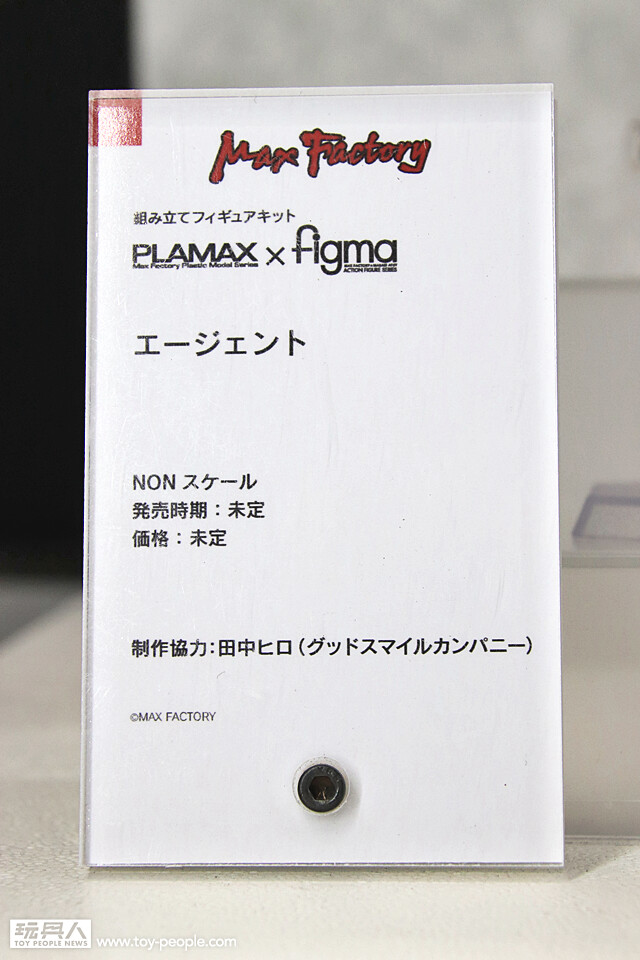 Max Factory
組み立てフィギュアキット
PLAMAX × figma
Max Factory Plastic Model Series
ACTION FIGURE SERIES
エージェント
NON スケール
発売時期：未定
価格：未定
制作協力：田中ヒロ（グッドスマイルカンパニー）
©MAX FACTORY
玩具人
TOY PEOPLE NEWS
www.toy-people.com